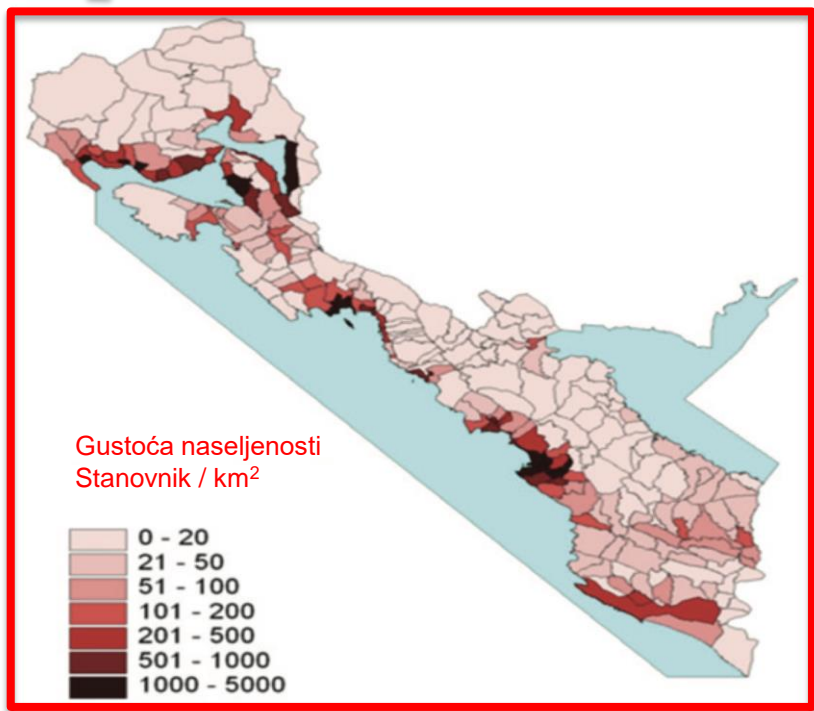 Gustoća naseljenosti
Stanovnik / km²
0 - 20
21 - 50
51 - 100
101 - 200
201 - 500
501 - 1000
1000 - 5000